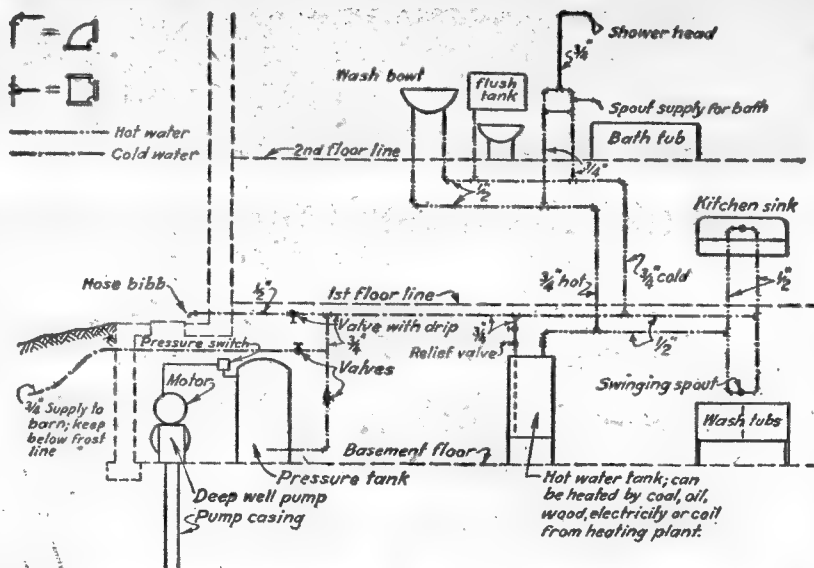 Shower head
3/4"
Wash bowl
flush
tank
Spout supply for bath
Bath tub
Hot water
Cold water
2nd floor line
3/4"
1/2"
Kitchen sink
3/4" hot
3/4" cold
1/2"
Hose bibb
1/2"
1st floor line
Valve with drip
3/4"
3/4"
Relief valve
1/2"
Pressure switch
Valves
Motor
Swinging spout
3/4" Supply to
barn; keep
below frost
line
Wash tubs
Basement floor
Pressure tank
Deep well pump
Pump casing
Hot water tank; can
be heated by coal, oil,
wood, electricity or coil
from heating plant.